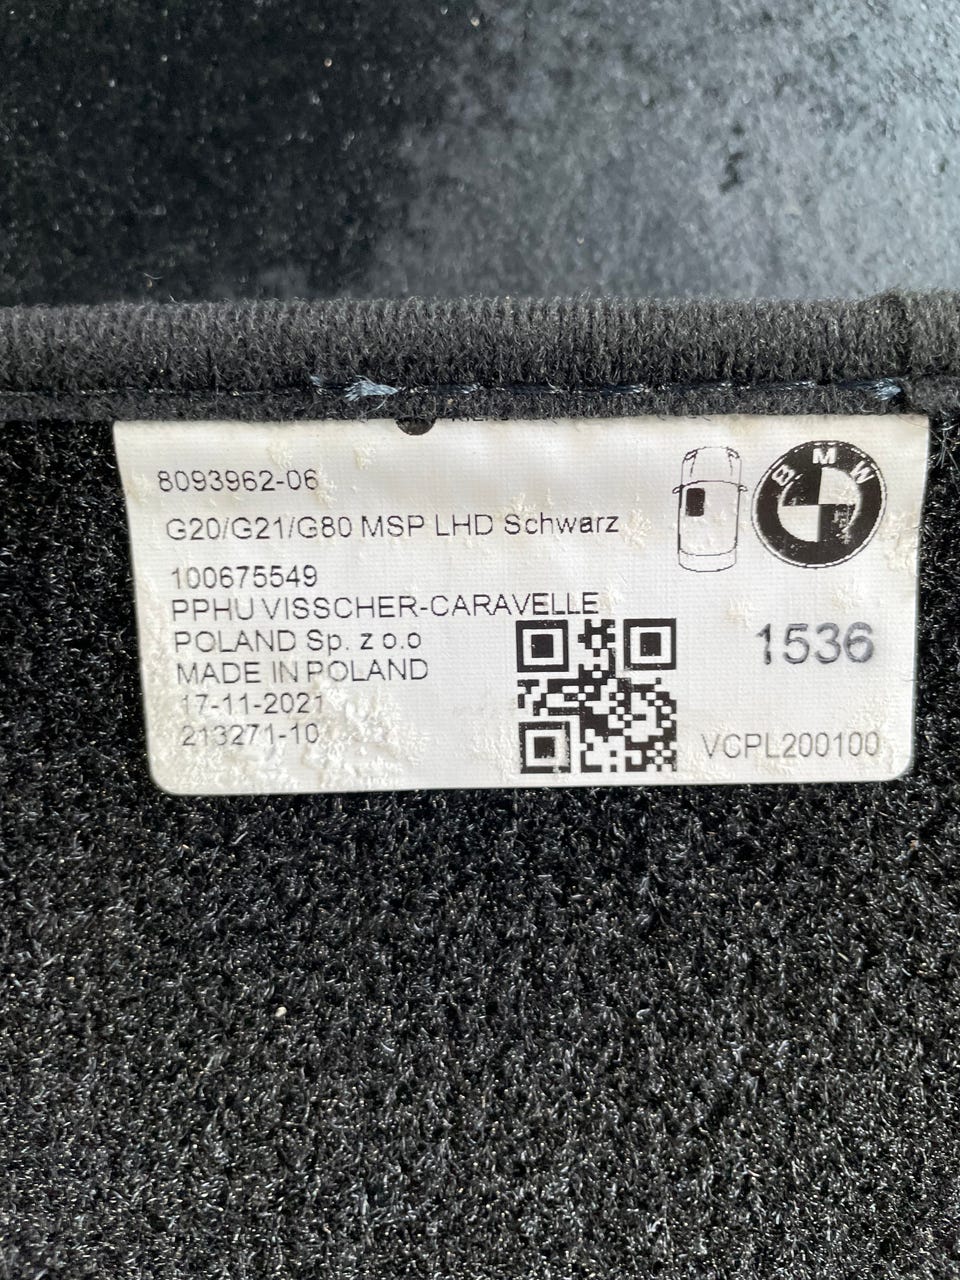 8093962-06
G20/G21/G80 MSP LHD Schwarz
100675549
PPHU VISSCHER-CARAVELLE
POLAND Sp. z o.o
MADE IN POLAND
17-11-2021
213271-10
BMW
1536
VCPL200100